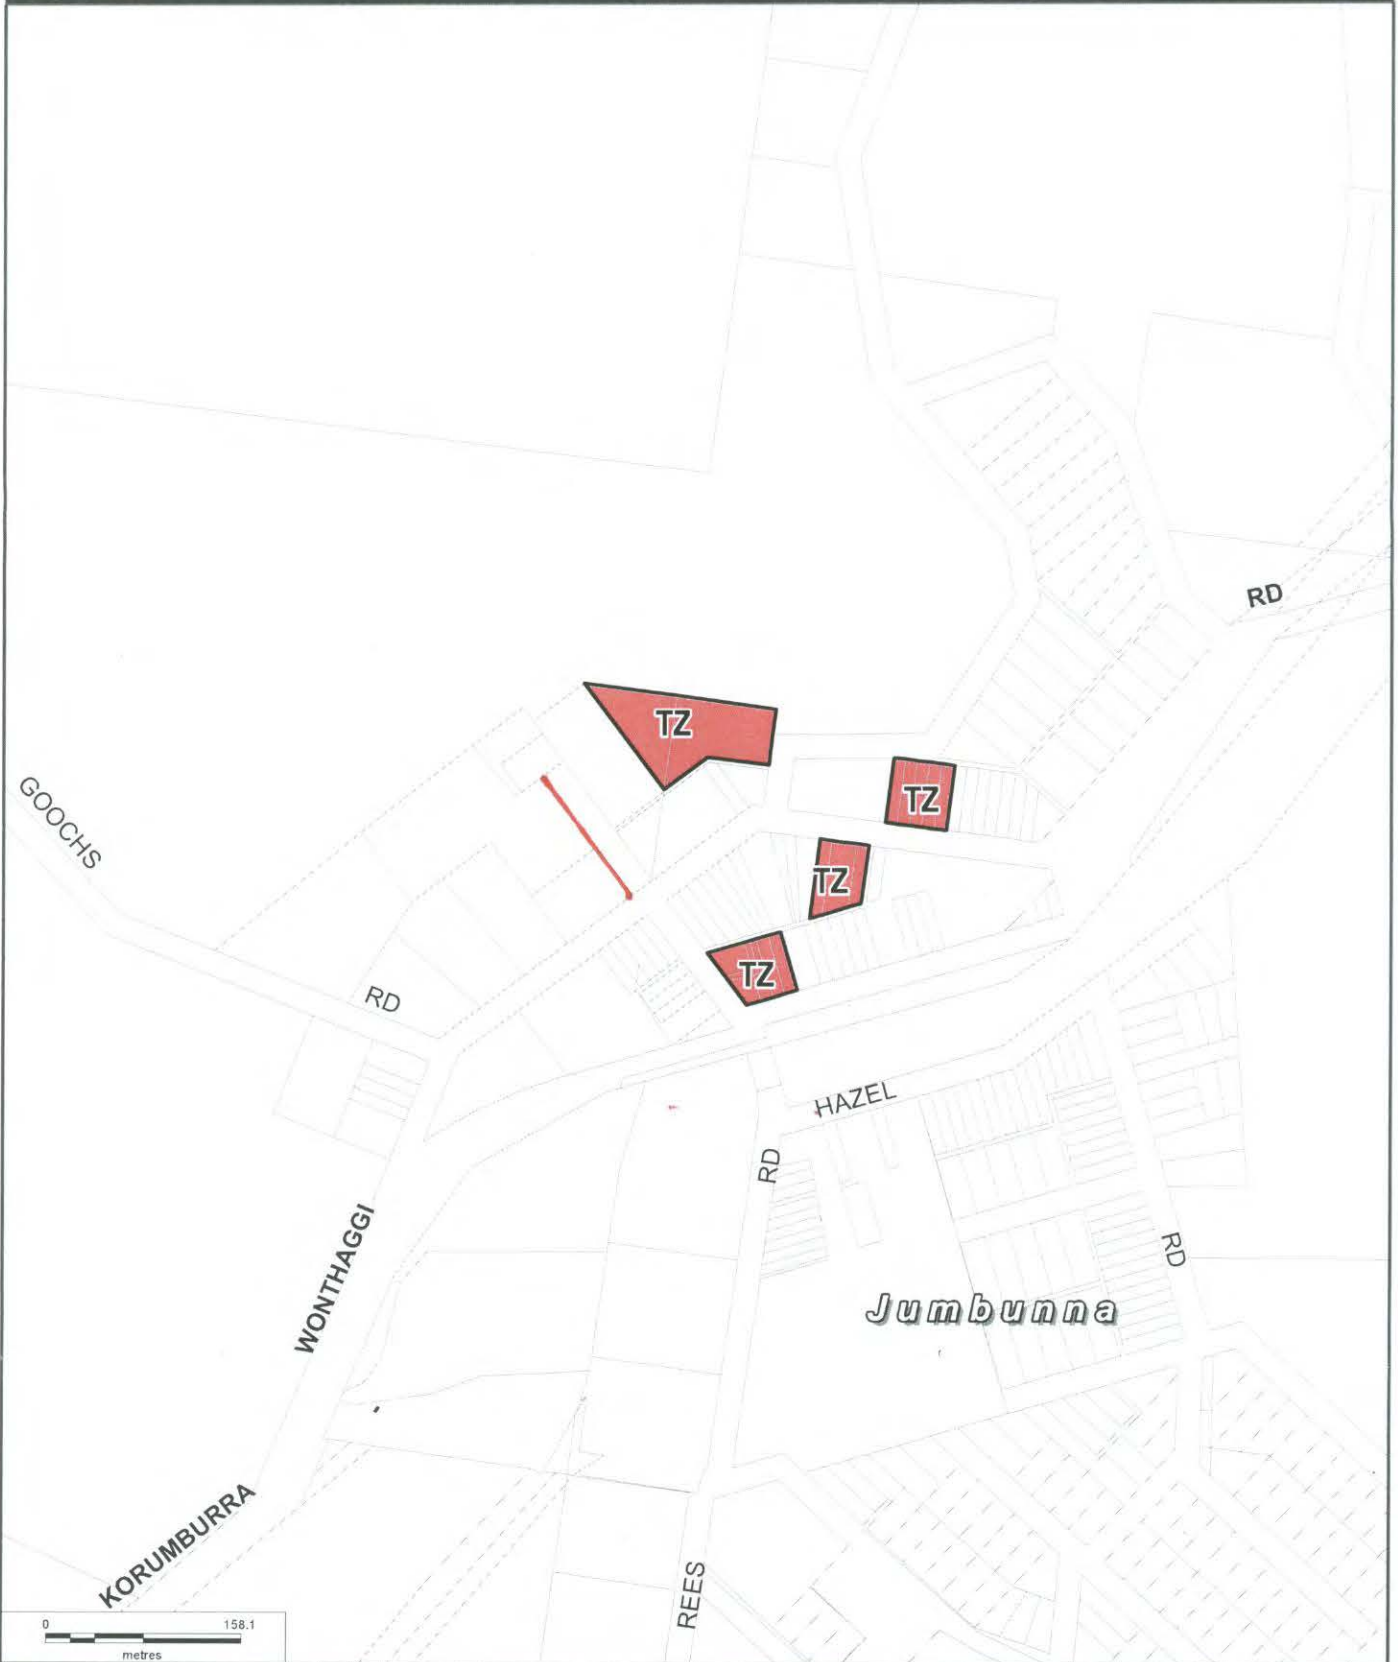 RD
TZ
TZ
GOOCHS
TZ
TZ
RD
HAZEL
RD
WONTHAGGI
RD
Jumbunna
KORUMBURRA
REES
0 158.1
metres